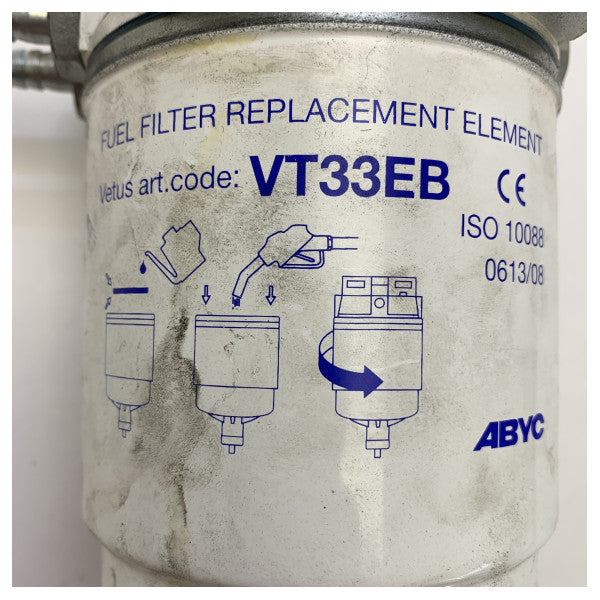 FUEL FILTER REPLACEMENT ELEMENT
Vetus art.code: VT33EB CE
ISO 10088
0613/08
ABYC